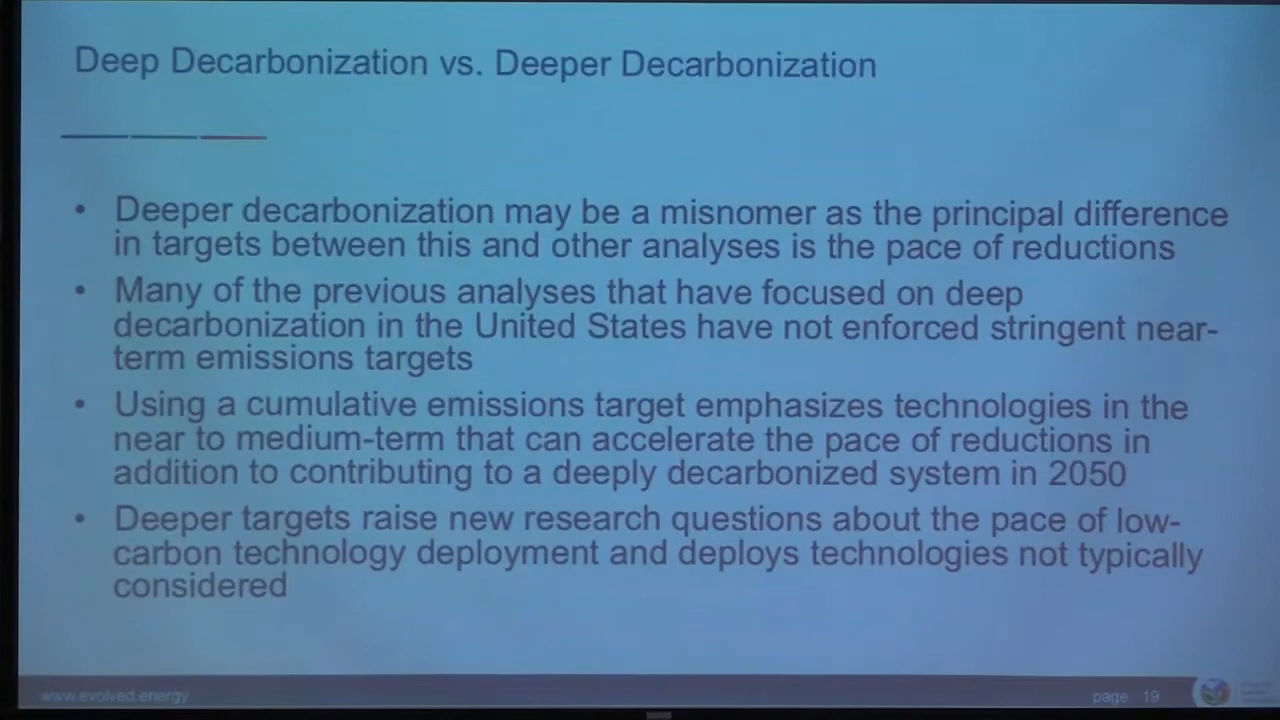 Deep Decarbonization vs. Deeper Decarbonization
• Deeper decarbonization may be a misnomer as the principal difference
in targets between this and other analyses is the pace of reductions
• Many of the previous analyses that have focused on deep
decarbonization in the United States have not enforced stringent near-
term emissions targets
• Using a cumulative emissions target emphasizes technologies in the
near to medium-term that can accelerate the pace of reductions in
addition to contributing to a deeply decarbonized system in 2050
• Deeper targets raise new research questions about the pace of low-
carbon technology deployment and deploys technologies not typically
considered
www.evolved.energy
page 19